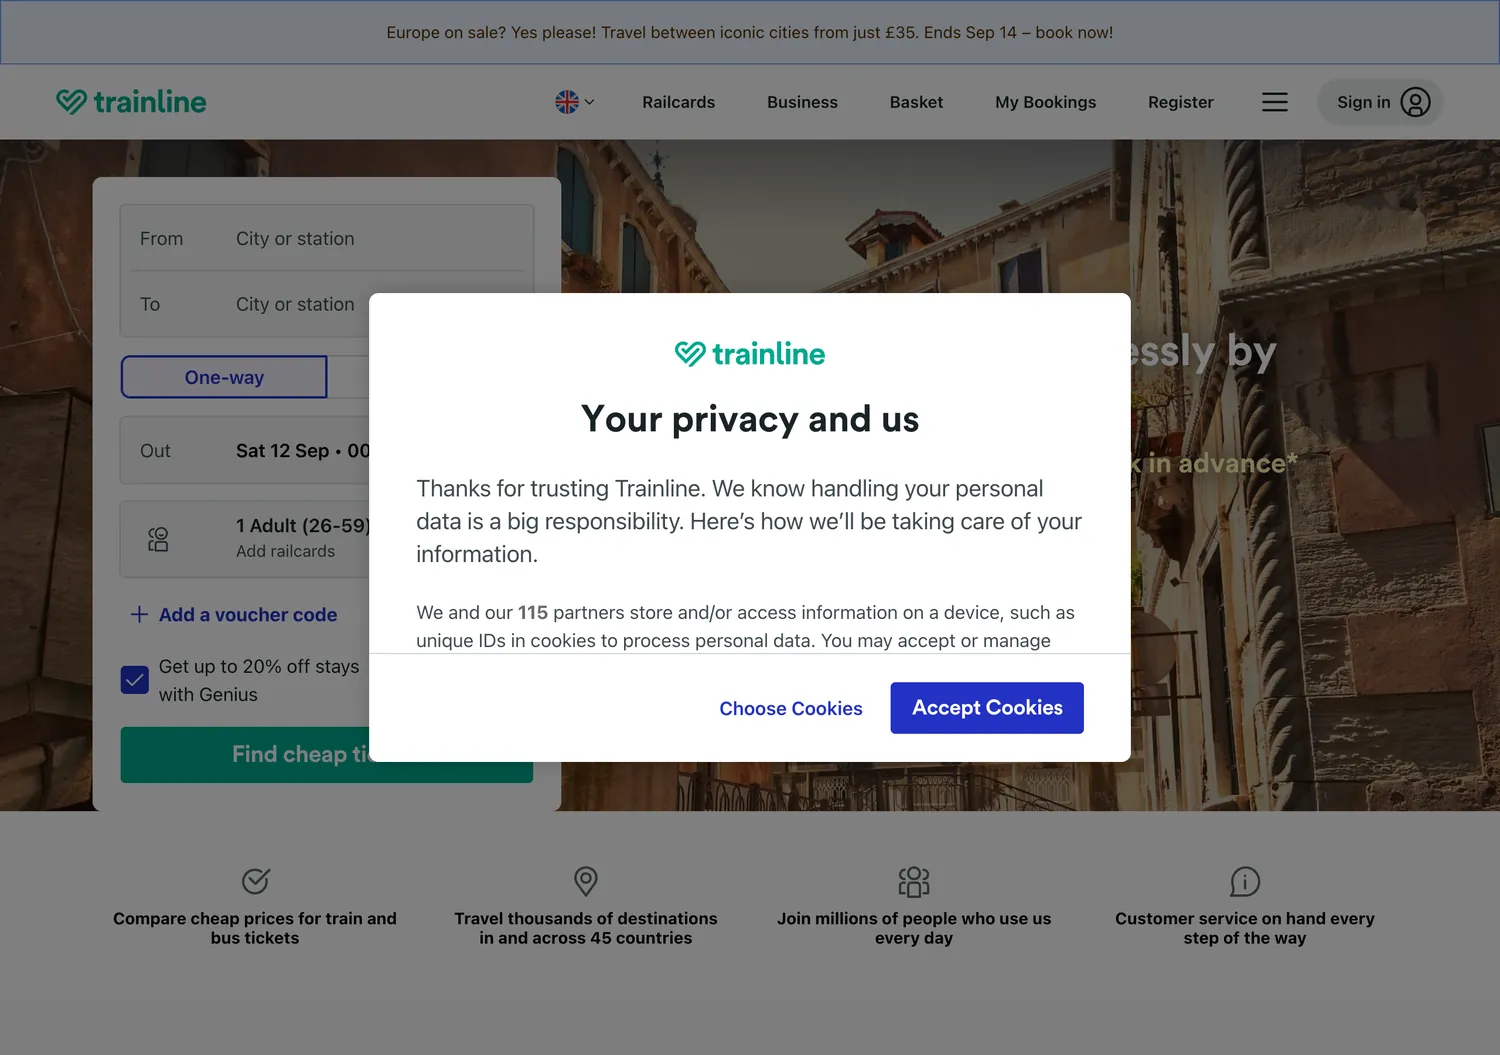 Europe on sale? Yes please! Travel between iconic cities from just £35. Ends Sep 14 – book now!
trainline
Railcards
Business
Basket
My Bookings
Register
Sign in
From
City or station
To
City or station
One-way
Out
Sat 12 Sep • 00
1 Adult (26-59)
Add railcards
Add a voucher code
Get up to 20% off stays
with Genius
Find cheap
by
in advance*
trainline
Your privacy and us
Thanks for trusting Trainline. We know handling your personal
data is a big responsibility. Here’s how we’ll be taking care of your
information.
We and our 115 partners store and/or access information on a device, such as
unique IDs in cookies to process personal data. You may accept or manage
Choose Cookies
Accept Cookies
Compare cheap prices for train and
bus tickets
Travel thousands of destinations
in and across 45 countries
Join millions of people who use us
every day
Customer service on hand every
step of the way